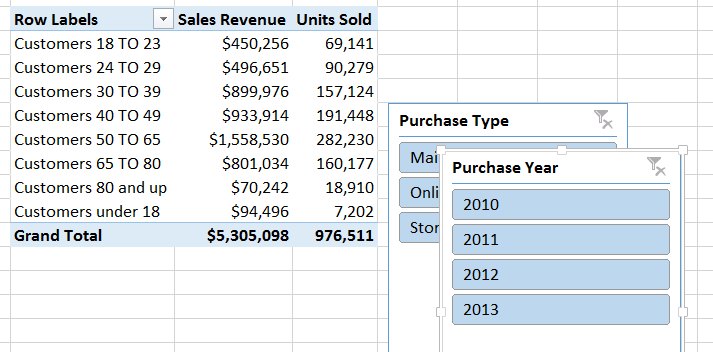 Row Labels Sales Revenue Units Sold
Customers 18 TO 23 $450,256 69,141
Customers 24 TO 29 $496,651 90,279
Customers 30 TO 39 $899,976 157,124
Customers 40 TO 49 $933,914 191,448
Customers 50 TO 65 $1,558,530 282,230
Customers 65 TO 80 $801,034 160,177
Customers 80 and up $70,242 18,910
Customers under 18 $94,496 7,202
Grand Total $5,305,098 976,511
Purchase Type
Mai
Onli
Stor
Purchase Year
2010
2011
2012
2013